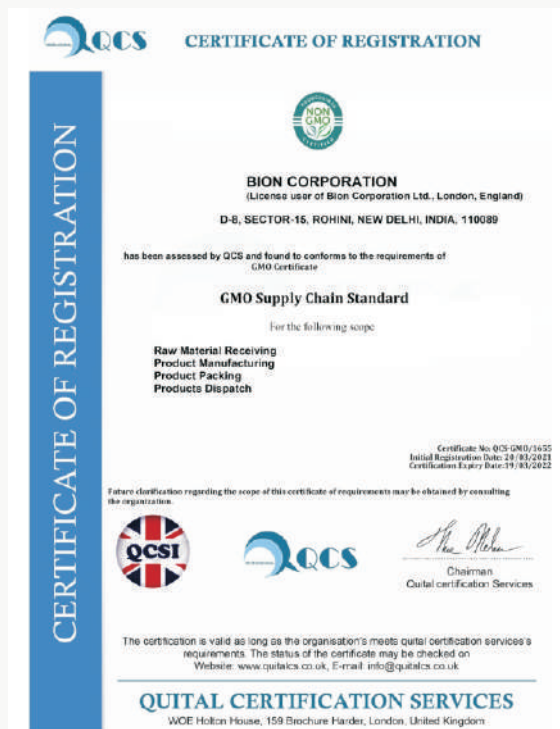 QCS
CERTIFICATE OF REGISTRATION
CERTIFICATE OF REGISTRATION
NON
GMO
BION CORPORATION
(License user of Bion Corporation Ltd., London, England)
D-8, SECTOR-15, ROHINI, NEW DELHI, INDIA, 110089
has been assessed by QCS and found to conforms to the requirements of
GMO Certificate
GMO Supply Chain Standard
For the following scope
Raw Material Receiving
Product Manufacturing
Product Packing
Products Dispatch
Certificate No: QCS-GMO/1655
Initial Registration Date: 20/03/2021
Certification Expiry Date:19/03/2022
Future clarification regarding the scope of this certificate of requirements may be obtained by consulting
the organization.
QCSI
QCS
Chairman
Quital certification Services
The certification is valid as long as the organisation's meets quital certification services's
requirements. The status of the certificate may be checked on
Website: www.quitalcs.co.uk, E-mail: info@quitalcs.co.uk
QUITAL CERTIFICATION SERVICES
WOE Holton House, 159 Brochure Harder, London, United Kingdom